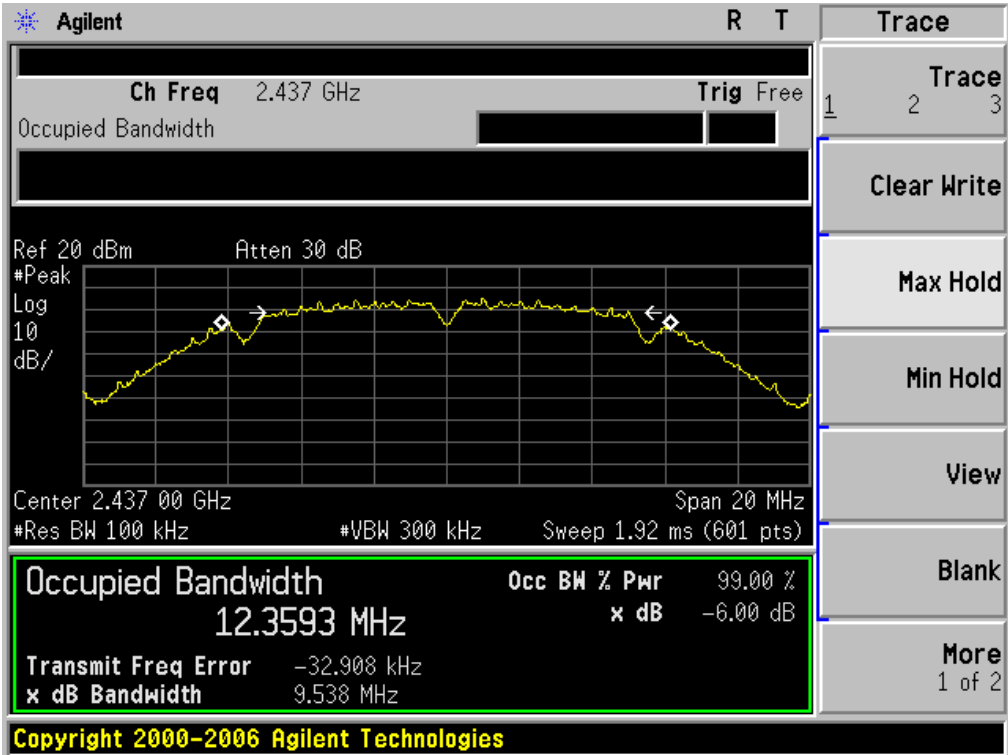 Agilent R T Trace
Ch Freq 2.437 GHz Trig Free
Occupied Bandwidth
Trace
1 2 3
Clear Write
Max Hold
Min Hold
View
Blank
More
1 of 2
Ref 20 dBm Atten 30 dB
#Peak
Log
10
dB/
Center 2.437 00 GHz Span 20 MHz
#Res BW 100 kHz #VBW 300 kHz Sweep 1.92 ms (601 pts)
Occupied Bandwidth Occ BW % Pwr 99.00 %
12.3593 MHz x dB -6.00 dB
Transmit Freq Error -32.908 kHz
x dB Bandwidth 9.538 MHz
Copyright 2000-2006 Agilent Technologies